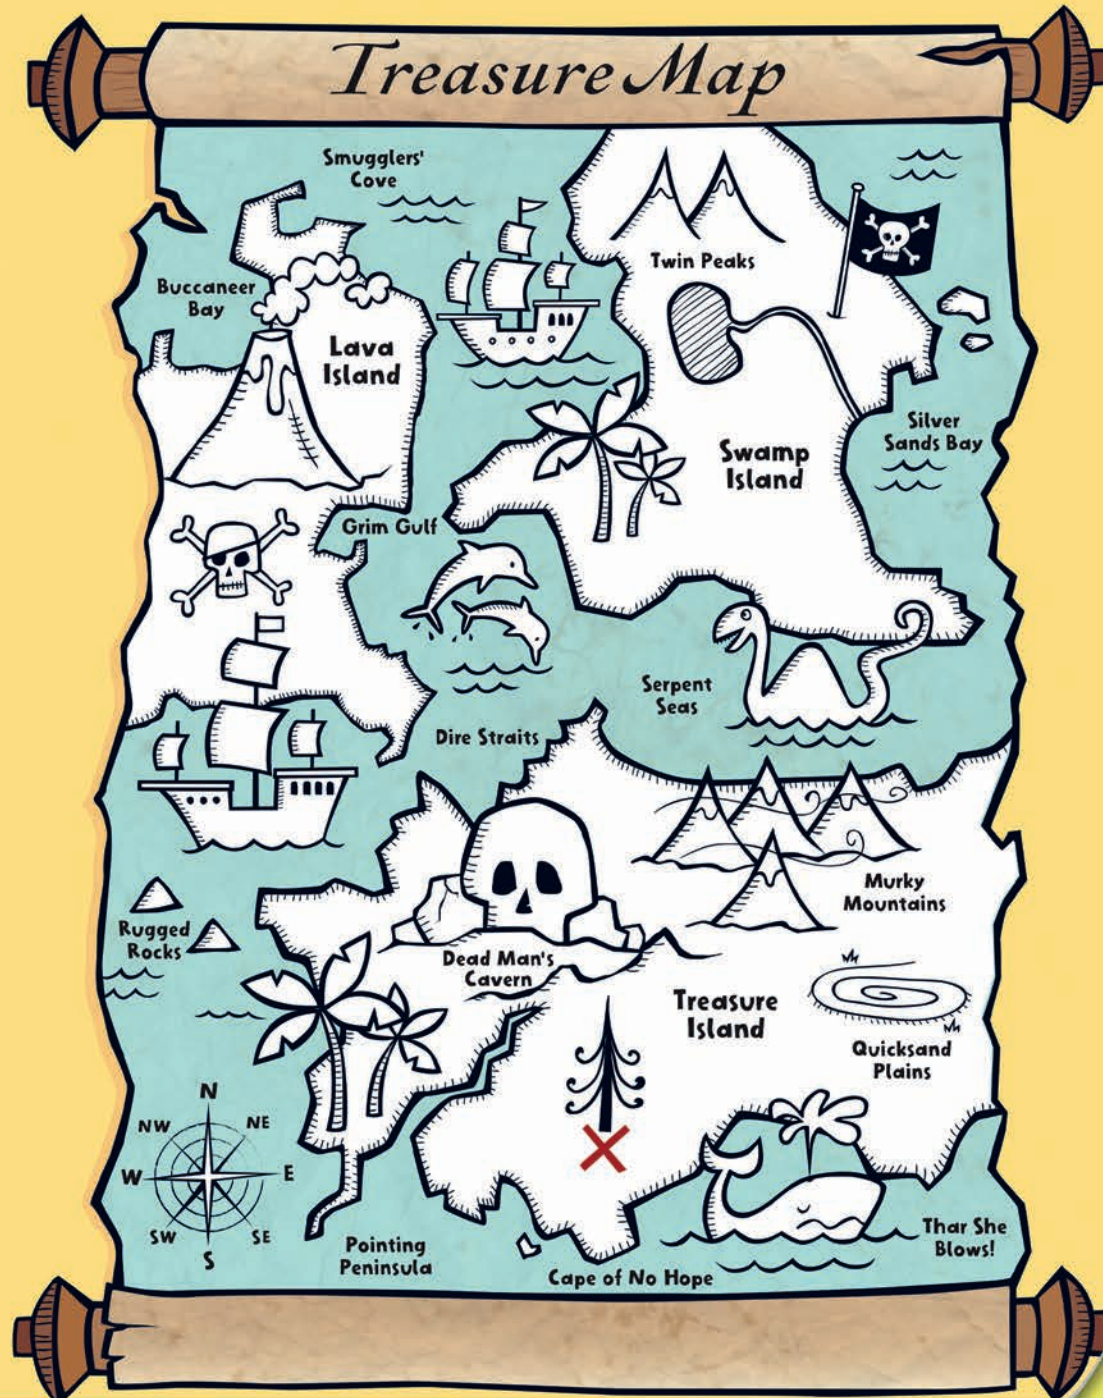 Treasure Map
Smugglers'
Cove
Twin Peaks
Buccaneer
Bay
Lava
Island
Silver
Sands Bay
Swamp
Island
Grim Gulf
Serpent
Seas
Dire Straits
Murky
Mountains
Rugged
Rocks
Dead Man's
Cavern
Treasure
Island
Quicksand
Plains
N
NW
NE
W
E
SW
SE
S
Thar She
Blows!
Pointing
Peninsula
Cape of No Hope